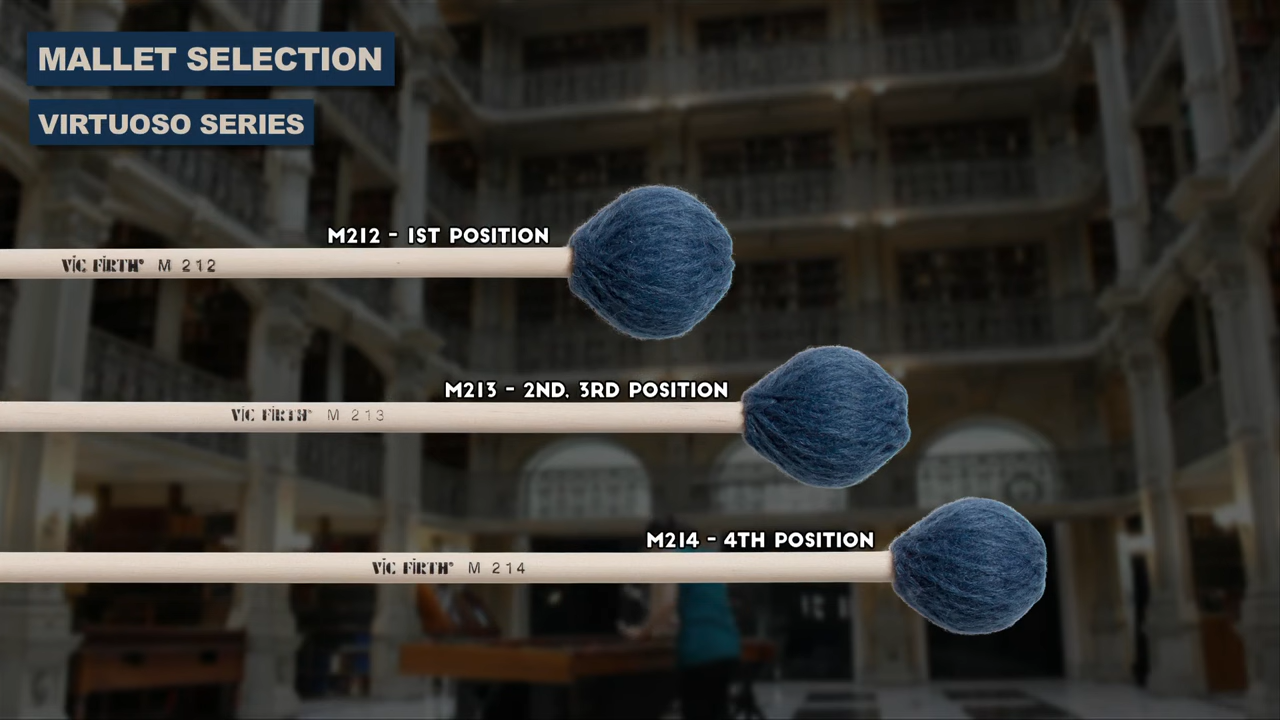 MALLET SELECTION
VIRTUOSO SERIES
M212 - 1ST POSITION
VIC FIRTH® M 212
M213 - 2ND, 3RD POSITION
VIC FIRTH® M 213
M214 - 4TH POSITION
VIC FIRTH® M 214